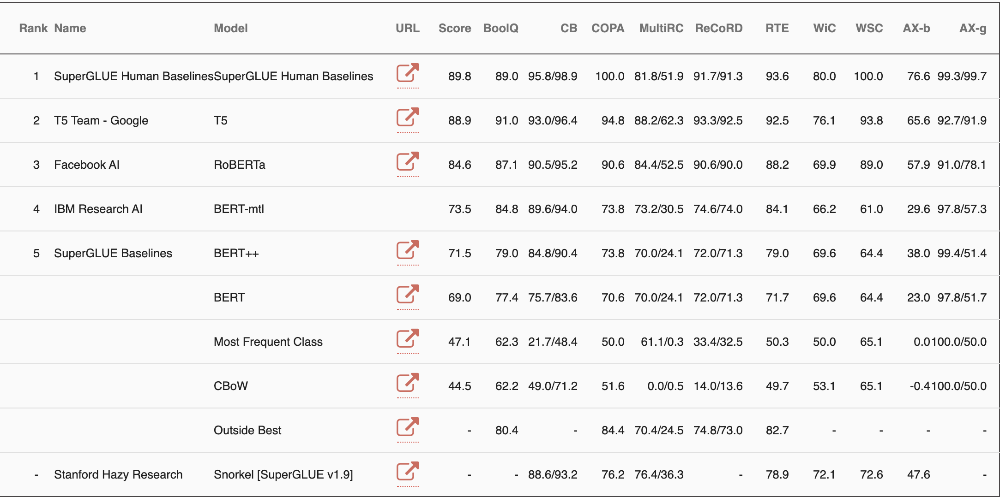 Rank Name Model URL Score BoolQ CB COPA MultiRC ReCoRD RTE WiC WSC AX-b AX-g
1 SuperGLUE Human Baselines SuperGLUE Human Baselines 89.8 89.0 95.8/98.9 100.0 81.8/51.9 91.7/91.3 93.6 80.0 100.0 76.6 99.3/99.7
2 T5 Team - Google T5 88.9 91.0 93.0/96.4 94.8 88.2/62.3 93.3/92.5 92.5 76.1 93.8 65.6 92.7/91.9
3 Facebook AI RoBERTa 84.6 87.1 90.5/95.2 90.6 84.4/52.5 90.6/90.0 88.2 69.9 89.0 57.9 91.0/78.1
4 IBM Research AI BERT-mtl 73.5 84.8 89.6/94.0 73.8 73.2/30.5 74.6/74.0 84.1 66.2 61.0 29.6 97.8/57.3
5 SuperGLUE Baselines BERT++ 71.5 79.0 84.8/90.4 73.8 70.0/24.1 72.0/71.3 79.0 69.6 64.4 38.0 99.4/51.4
BERT 69.0 77.4 75.7/83.6 70.6 70.0/24.1 72.0/71.3 71.7 69.6 64.4 23.0 97.8/51.7
Most Frequent Class 47.1 62.3 21.7/48.4 50.0 61.1/0.3 33.4/32.5 50.3 50.0 65.1 0.0 100.0/50.0
CBoW 44.5 62.2 49.0/71.2 51.6 0.0/0.5 14.0/13.6 49.7 53.1 65.1 -0.4 100.0/50.0
Outside Best - 80.4 - 84.4 70.4/24.5 74.8/73.0 82.7 - - - -
- Stanford Hazy Research Snorkel [SuperGLUE v1.9] - - 88.6/93.2 76.2 76.4/36.3 - 78.9 72.1 72.6 47.6 -